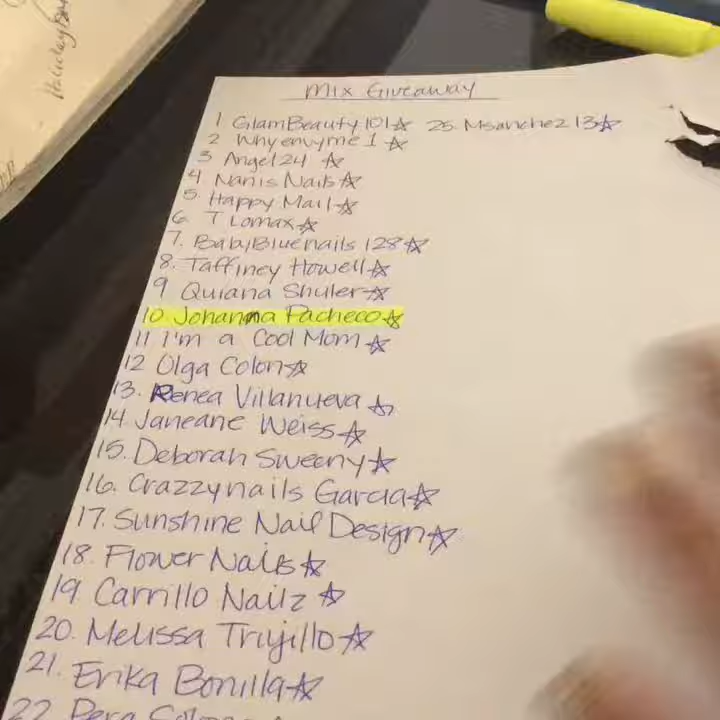 Mix Giveaway
1 GlamBeauty101☆ 25. Msanchez13☆
2 Whyenvyme1 ☆
3 Angel24 ☆
4 Nanis Nails☆
5. Happy Mail☆
6. T Lomax☆
7. BabyBluenails 128☆
8. Taffiney Howell☆
9 Quiana Shuler☆
10 Johanna Pacheco☆
11 I'm a Cool Mom ☆
12 Olga Colon☆
13. Renea Villanueva ☆
14 Janeane Weiss☆
15. Deborah Sweeny☆
16. Crazzynails Garcia☆
17. Sunshine Nail Design☆
18. Flower Nails☆
19. Carrillo Nailz ☆
20. Melissa Trujillo☆
21. Erika Bonilla☆
22